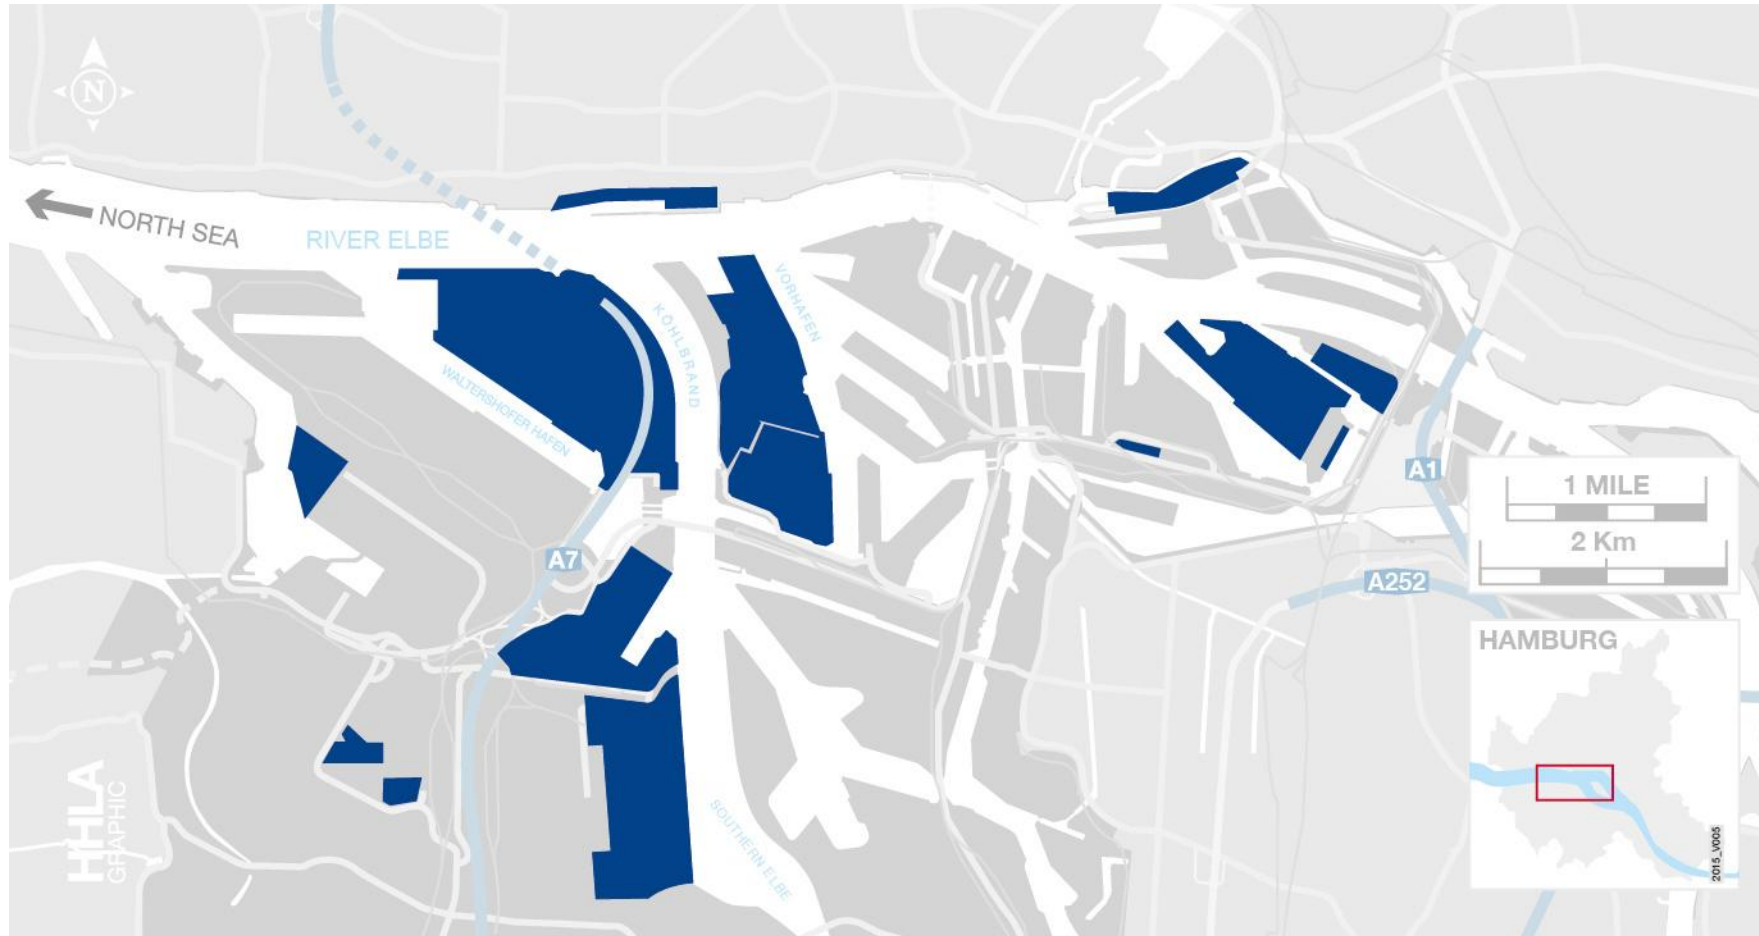 N
NORTH SEA
RIVER ELBE
KÖHLBRAND
VORHAFEN
WALTERSHOFER HAFEN
A1
1 MILE
2 Km
A7
A252
HAMBURG
SOUTHERN ELBE
HHLA
GRAPHIC
2015_V005